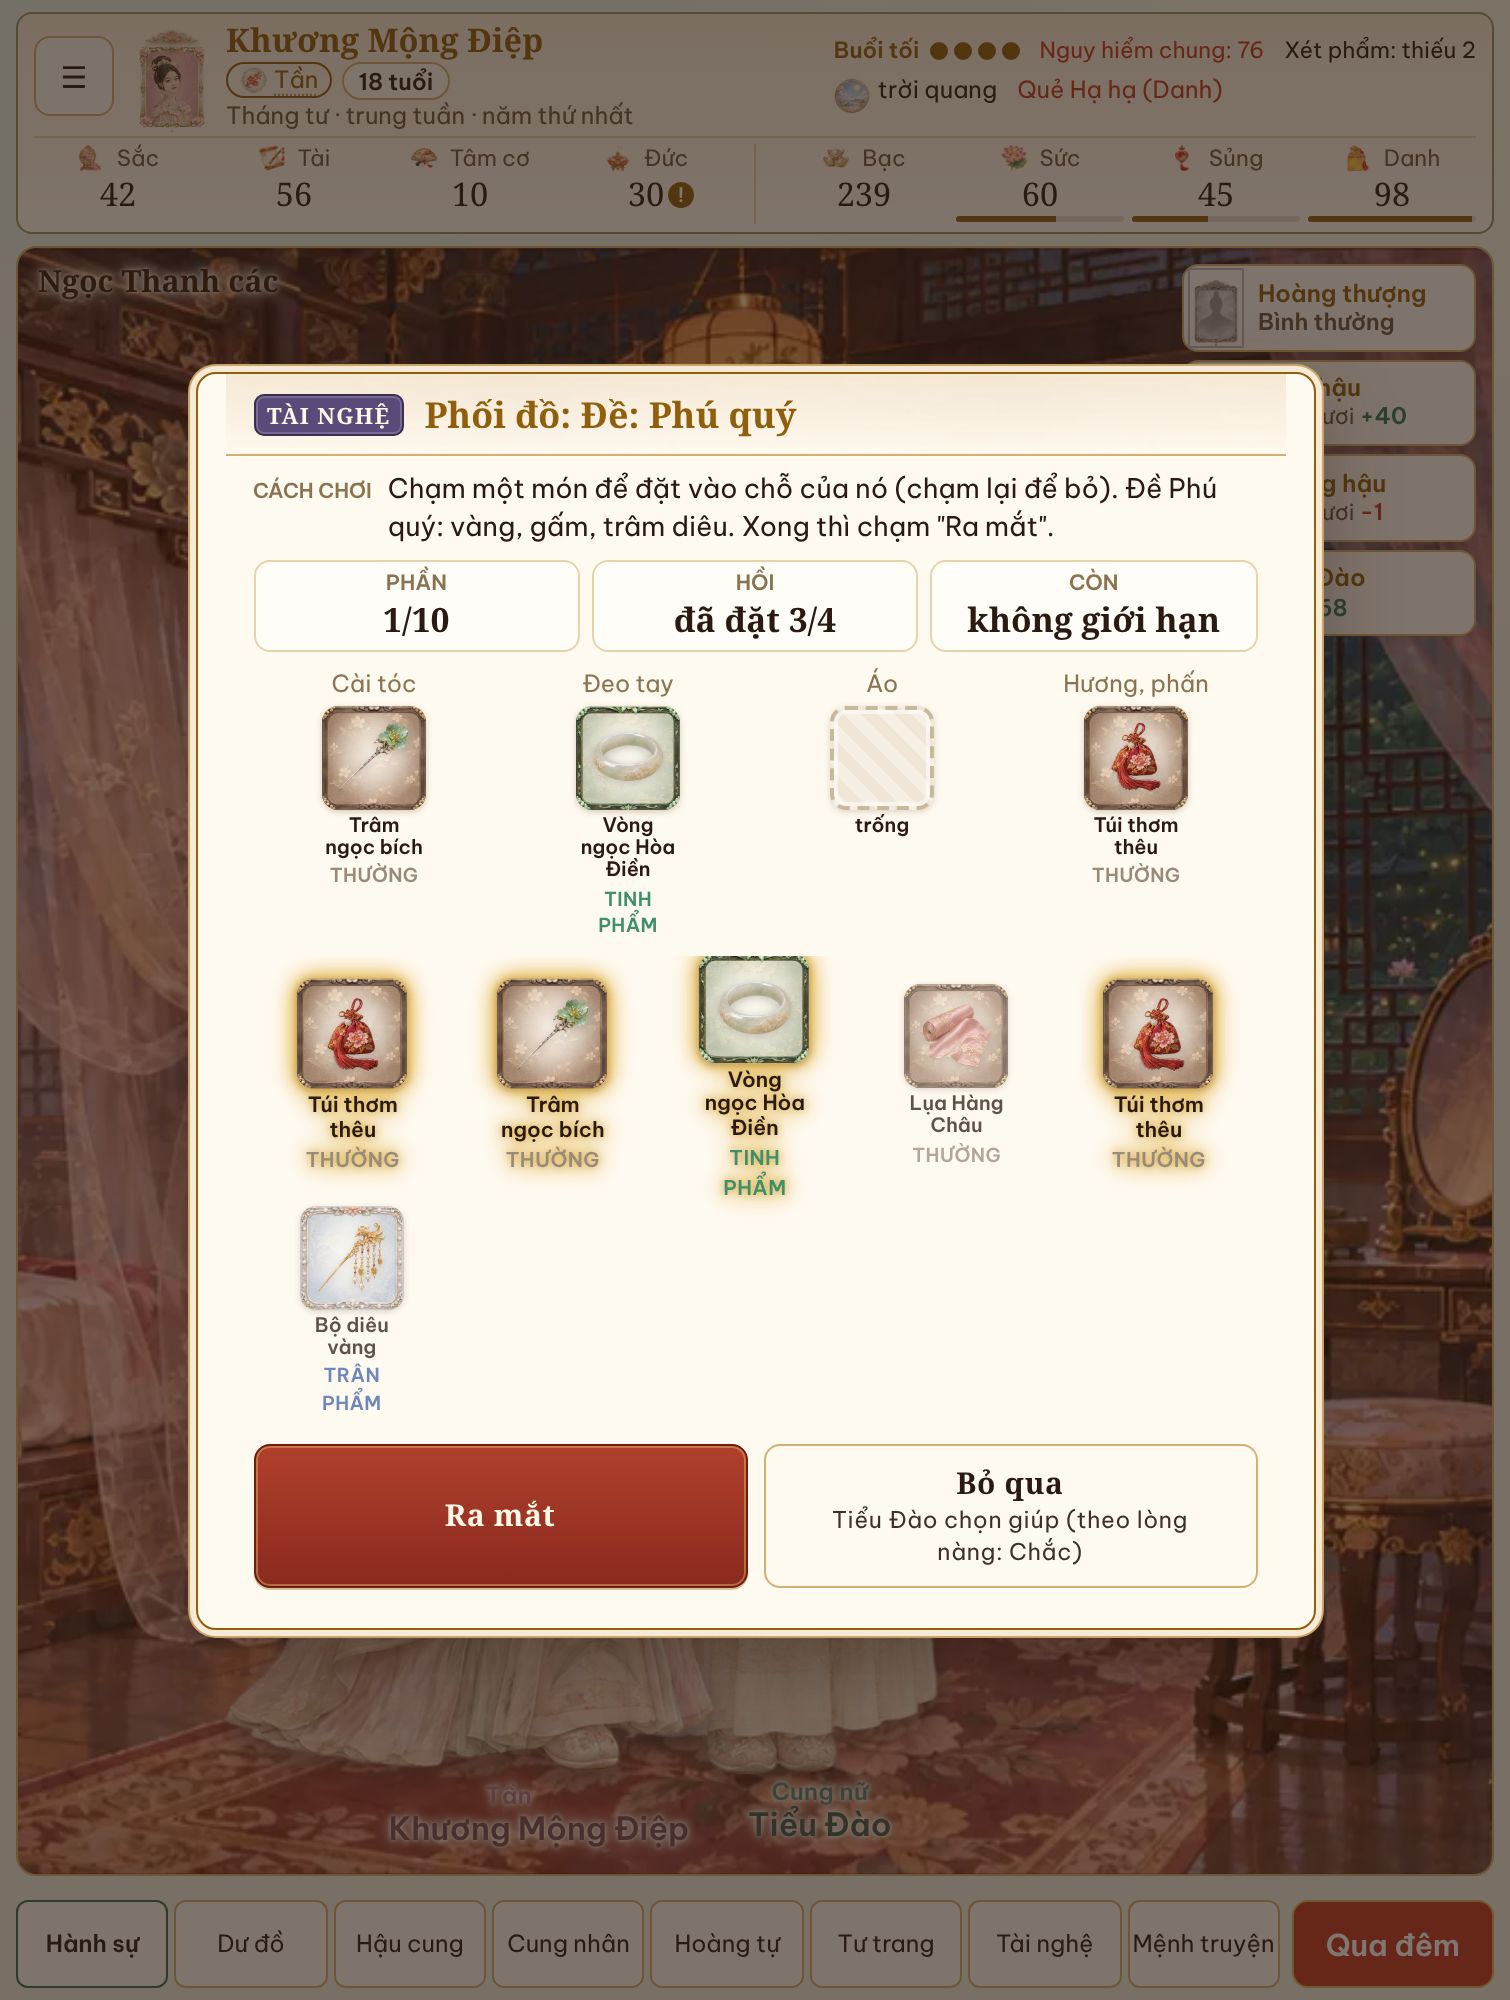 ☰
Khương Mộng Điệp
Tần
18 tuổi
Tháng tư · trung tuần · năm thứ nhất
Buổi tối
Nguy hiểm chung: 76
Xét phẩm: thiếu 2
trời quang
Quẻ Hạ hạ (Danh)
Sắc
Tài
Tâm cơ
Đức
Bạc
Sức
Sủng
Danh
42
56
10
30 !
239
60
45
98
Ngọc Thanh các
Hoàng thượng
Bình thường
hậu
ươi +40
g hậu
ươi -1
Đào
68
TÀI NGHỆ
Phối đồ: Đề: Phú quý
CÁCH CHƠI
Chạm một món để đặt vào chỗ của nó (chạm lại để bỏ). Đề Phú
quý: vàng, gấm, trâm diêu. Xong thì chạm "Ra mắt".
PHẦN
1/10
HỒI
đã đặt 3/4
CÒN
không giới hạn
Cài tóc
Đeo tay
Áo
Hương, phấn
Trâm
ngọc bích
THƯỜNG
Vòng
ngọc Hòa
Điền
TINH
PHẨM
trống
Túi thơm
thêu
THƯỜNG
Túi thơm
thêu
THƯỜNG
Trâm
ngọc bích
THƯỜNG
Vòng
ngọc Hòa
Điền
TINH
PHẨM
Lụa Hàng
Châu
THƯỜNG
Túi thơm
thêu
THƯỜNG
Bộ diêu
vàng
TRÂN
PHẨM
Ra mắt
Bỏ qua
Tiểu Đào chọn giúp (theo lòng
nàng: Chắc)
Tần
Khương Mộng Điệp
Cung nữ
Tiểu Đào
Hành sự
Dư đồ
Hậu cung
Cung nhân
Hoàng tự
Tư trang
Tài nghệ
Mệnh truyện
Qua đêm